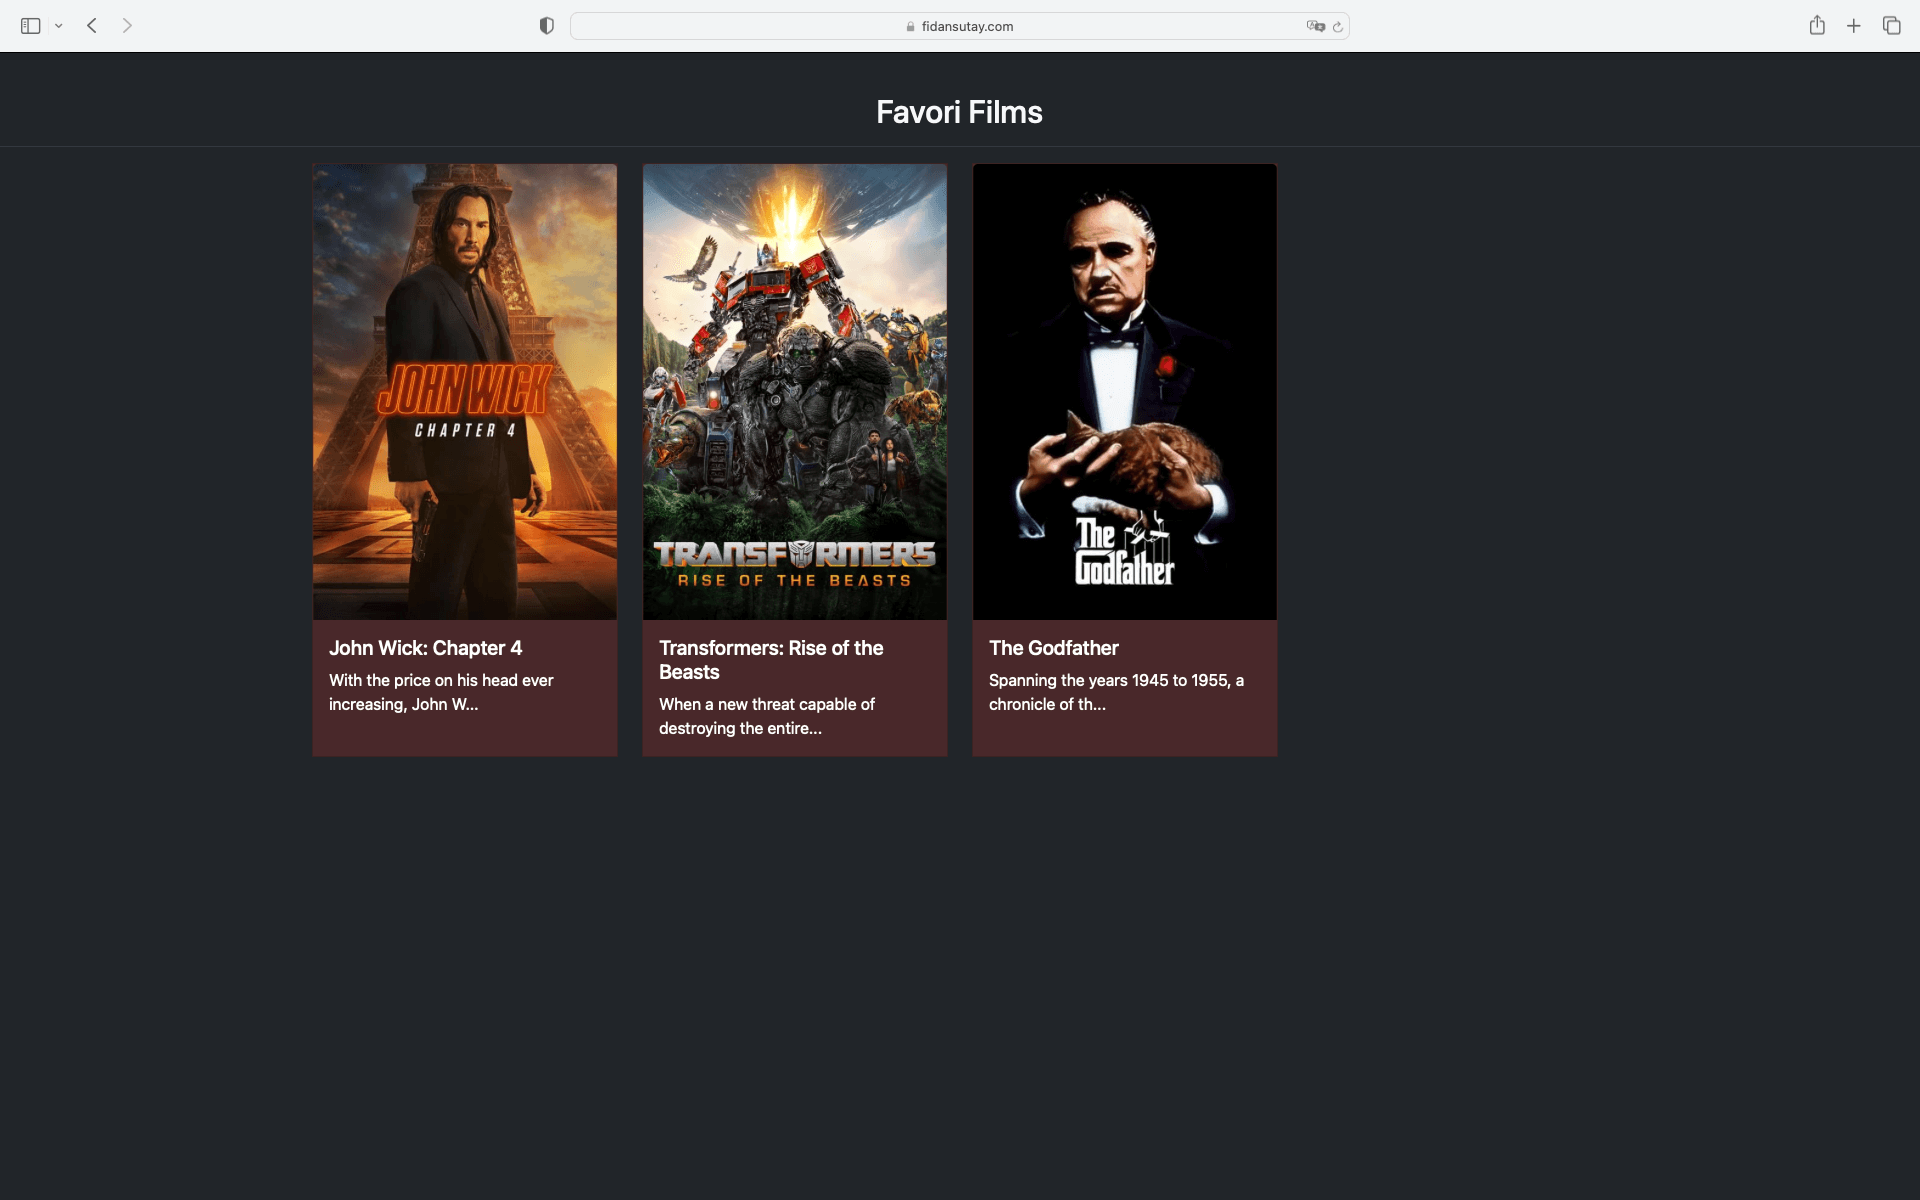 fidansutay.com
Favori Films
JOHN WICK
CHAPTER 4
TRANSFORMERS
RISE OF THE BEASTS
The
Godfather
John Wick: Chapter 4
With the price on his head ever
increasing, John W...
Transformers: Rise of the
Beasts
When a new threat capable of
destroying the entire...
The Godfather
Spanning the years 1945 to 1955, a
chronicle of th...